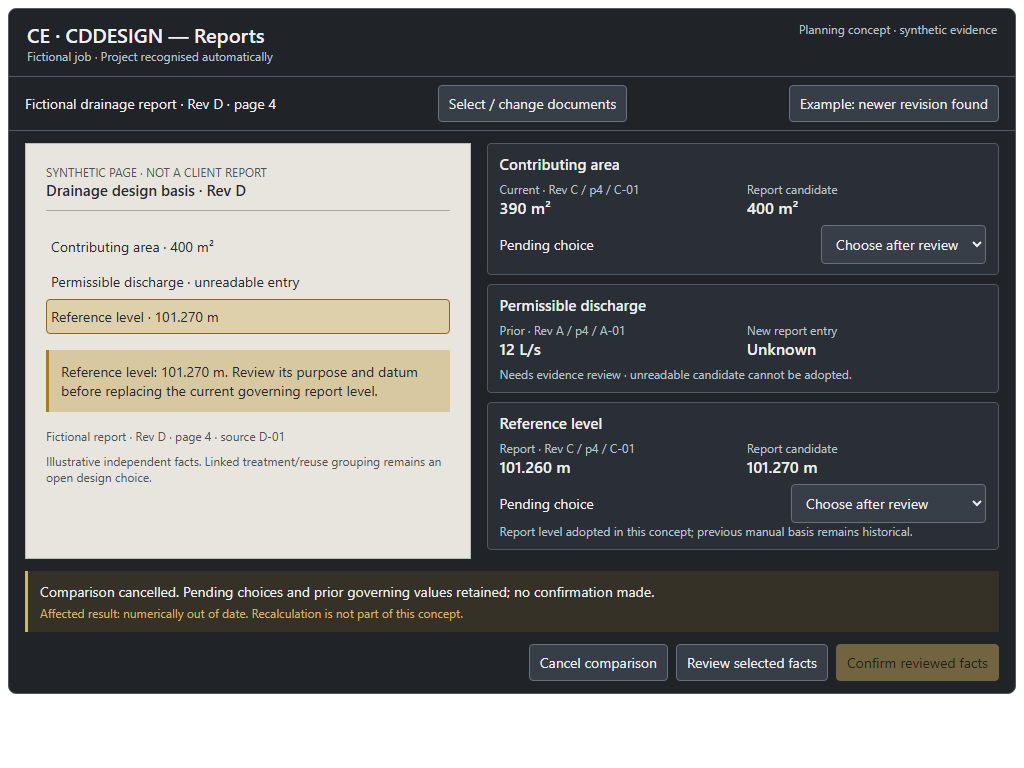 CE · CDDESIGN — Reports
Fictional job · Project recognised automatically
Planning concept · synthetic evidence
Fictional drainage report · Rev D · page 4
Select / change documents
Example: newer revision found
SYNTHETIC PAGE · NOT A CLIENT REPORT
Drainage design basis · Rev D
Contributing area · 400 m²
Permissible discharge · unreadable entry
Reference level · 101.270 m
Reference level: 101.270 m. Review its purpose and datum
before replacing the current governing report level.
Fictional report · Rev D · page 4 · source D-01
Illustrative independent facts. Linked treatment/reuse grouping remains an
open design choice.
Contributing area
Current · Rev C / p4 / C-01
Report candidate
390 m²
400 m²
Pending choice
Choose after review
Permissible discharge
Prior · Rev A / p4 / A-01
New report entry
12 L/s
Unknown
Needs evidence review · unreadable candidate cannot be adopted.
Reference level
Report · Rev C / p4 / C-01
Report candidate
101.260 m
101.270 m
Pending choice
Choose after review
Report level adopted in this concept; previous manual basis remains historical.
Comparison cancelled. Pending choices and prior governing values retained; no confirmation made.
Affected result: numerically out of date. Recalculation is not part of this concept.
Cancel comparison
Review selected facts
Confirm reviewed facts